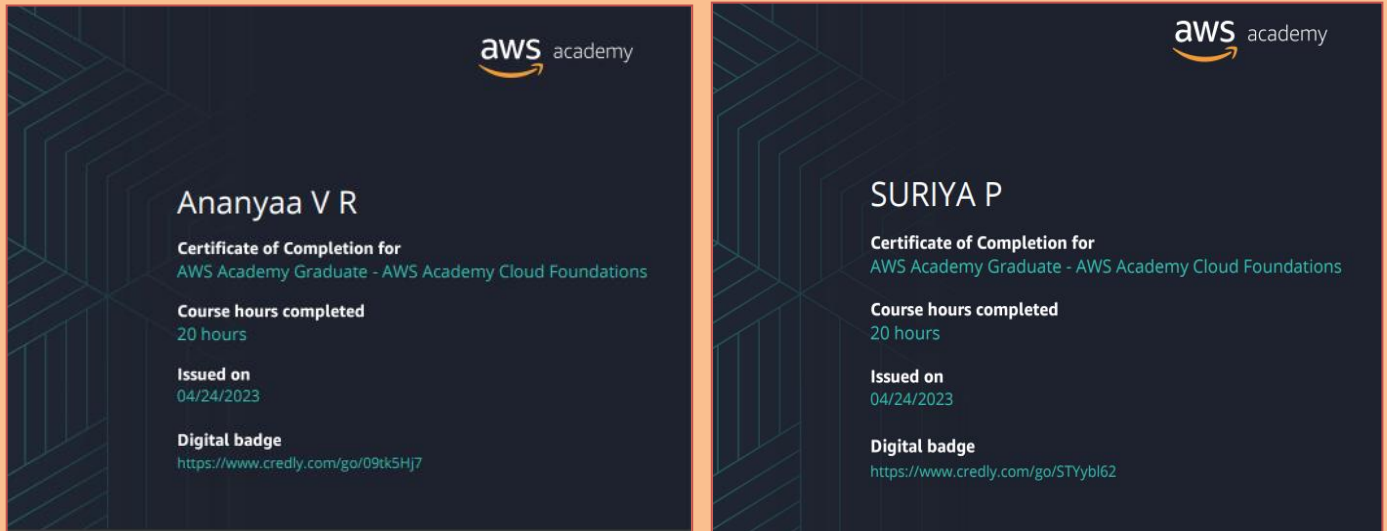 aws academy
Ananyaa V R
Certificate of Completion for
AWS Academy Graduate - AWS Academy Cloud Foundations
Course hours completed
20 hours
Issued on
04/24/2023
Digital badge
https://www.credly.com/go/09tk5Hj7
aws academy
SURIYA P
Certificate of Completion for
AWS Academy Graduate - AWS Academy Cloud Foundations
Course hours completed
20 hours
Issued on
04/24/2023
Digital badge
https://www.credly.com/go/STYybl62